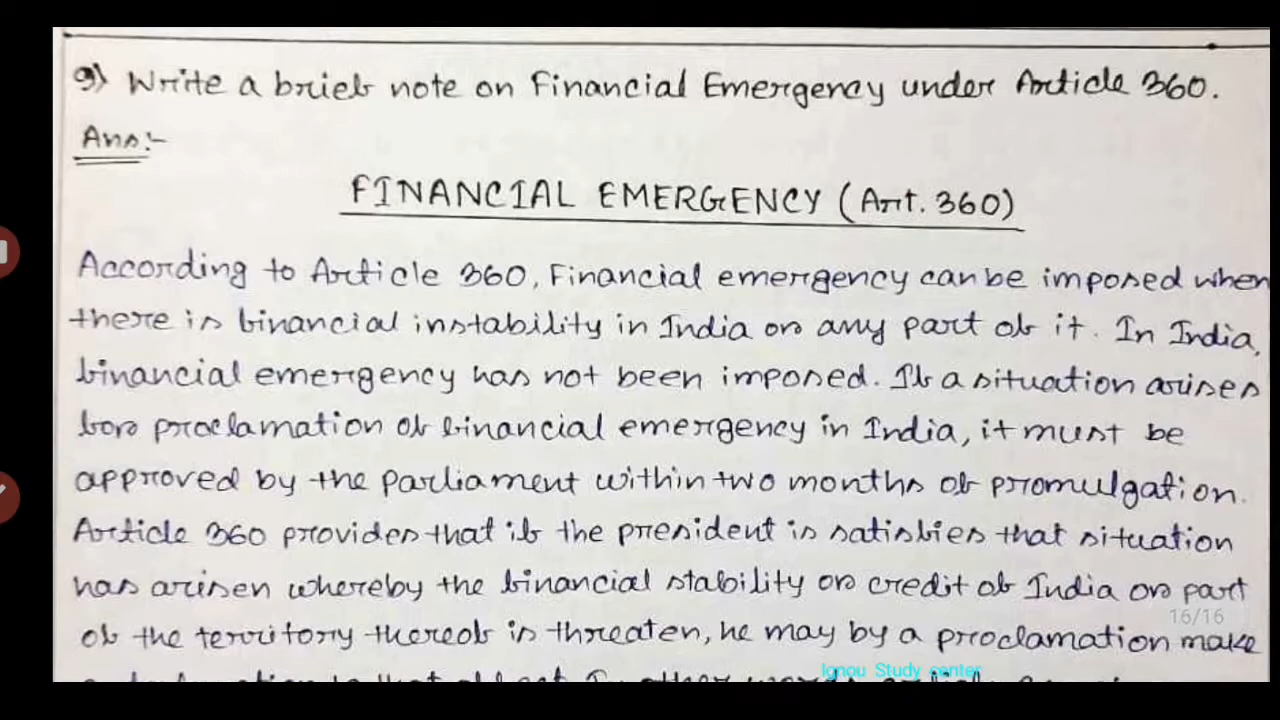 9) Write a brief note on Financial Emergency under Article 360.
Ans:-
FINANCIAL EMERGENCY (Art. 360)
According to Article 360, Financial emergency can be imposed when
there is financial instability in India or any part of it. In India,
financial emergency has not been imposed. If a situation arises
for proclamation of financial emergency in India, it must be
approved by the parliament within two months of promulgation.
Article 360 provides that if the president is satisfies that situation
has arisen whereby the financial stability or credit of India or part
16/16
of the territory thereof is threaten, he may by a proclamation make
Ignou Study center